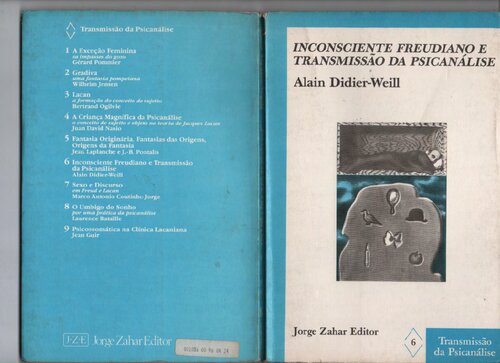 Transmissão da Psicanálise
1 A Exceção Feminina
os impasses do gozo
Gérard Pommier
2 Gradiva
uma fantasia pompeiana
Wilhelm Jensen
3 Lacan
a formação do conceito de sujeito
Bertrand Ogilvie
4 A Criança Magnífica da Psicanálise
o conceito de sujeito e objeto na teoria de Jacques Lacan
Juan David Nasio
5 Fantasia Originária, Fantasias das Origens,
Origens da Fantasia
Jean Laplanche e J.-B. Pontalis
6 Inconsciente Freudiano e Transmissão
da Psicanálise
Alain Didier-Weill
7 Sexo e Discurso
em Freud e Lacan
Marco Antonio Coutinho Jorge
8 O Umbigo do Sonho
por uma prática da psicanálise
Laurence Bataille
9 Psicossomática na Clínica Lacaniana
Jean Guir
J·Z·E Jorge Zahar Editor
INCONSCIENTE FREUDIANO E
TRANSMISSÃO DA PSICANÁLISE
Alain Didier-Weill
Jorge Zahar Editor
6
Transmissão
da Psicanálise